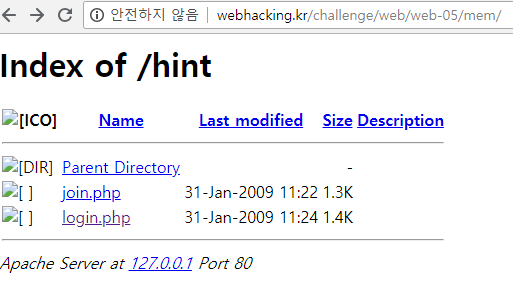 안전하지 않음 | webhacking.kr/challenge/web/web-05/mem/
Index of /hint
[ICO] Name Last modified Size Description
[DIR] Parent Directory -
[ ] join.php 31-Jan-2009 11:22 1.3K
[ ] login.php 31-Jan-2009 11:24 1.4K
Apache Server at 127.0.0.1 Port 80